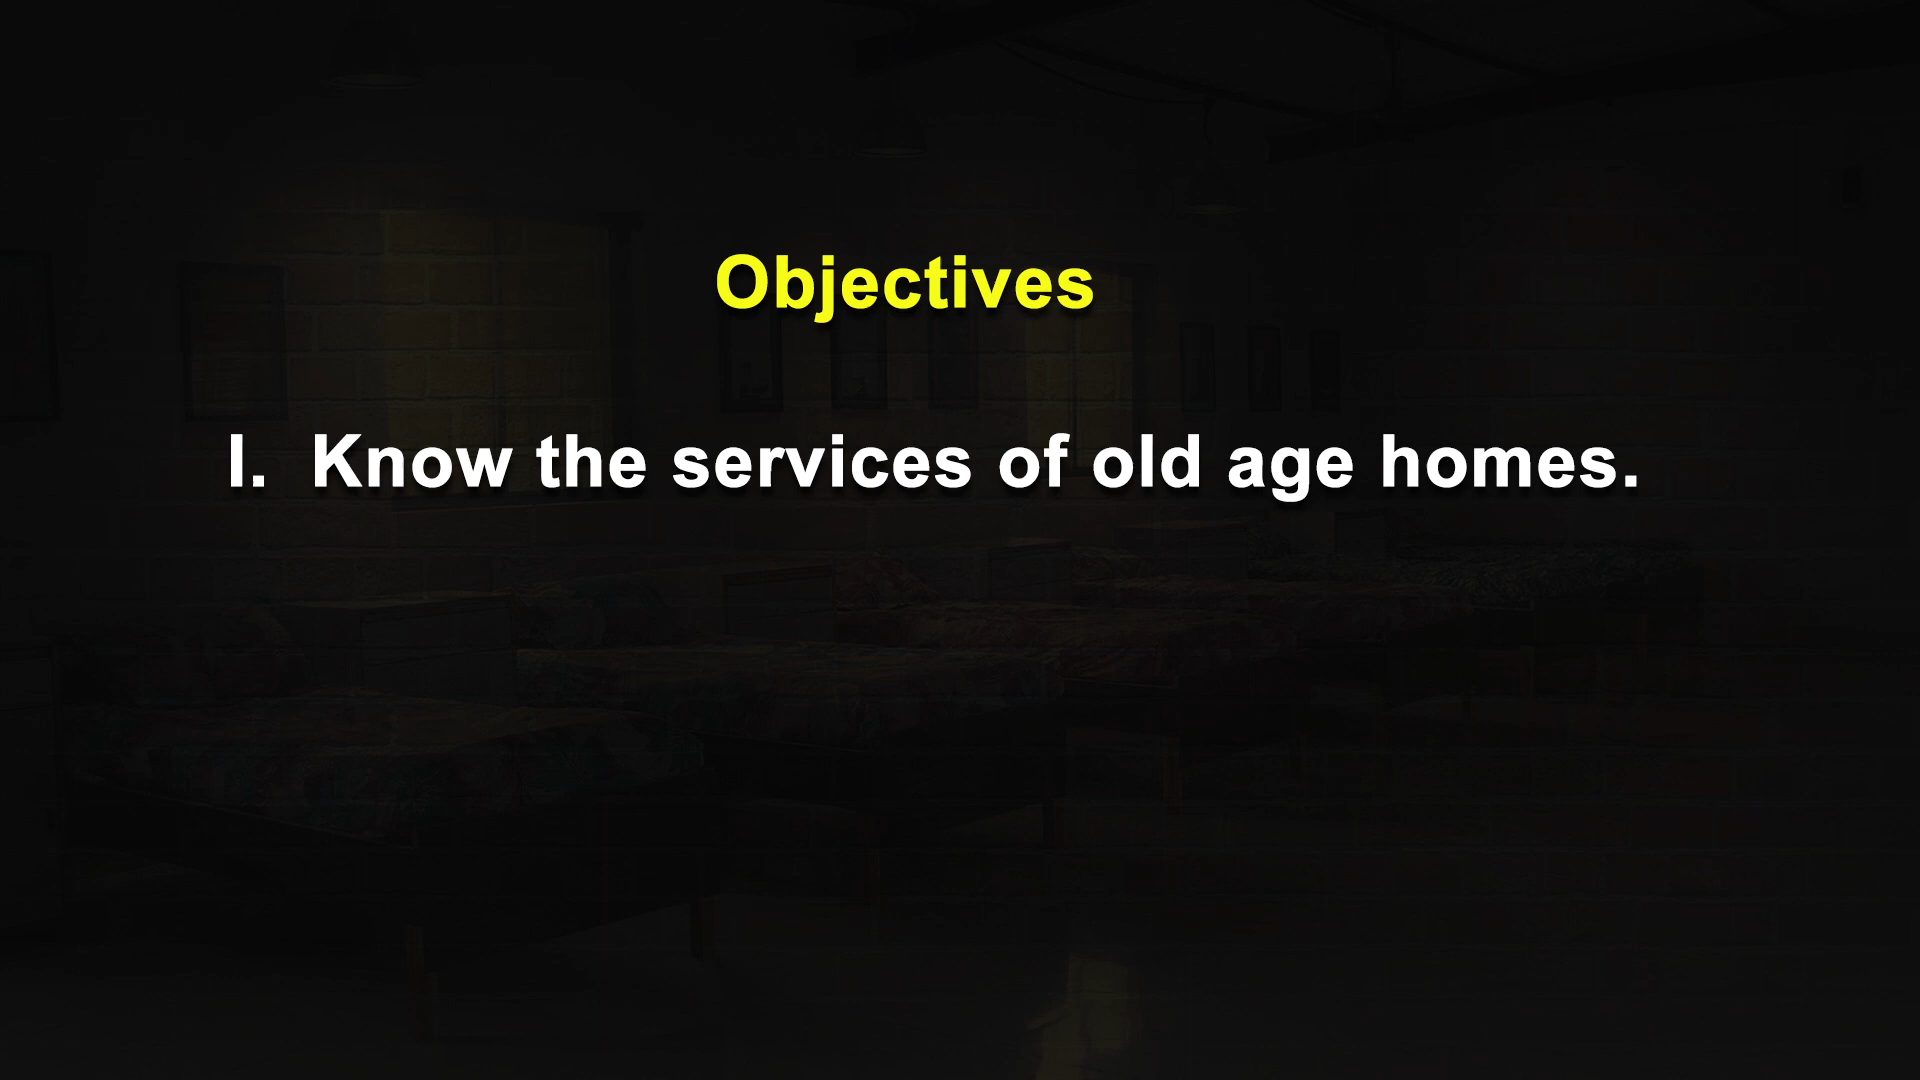 Objectives
I. Know the services of old age homes.